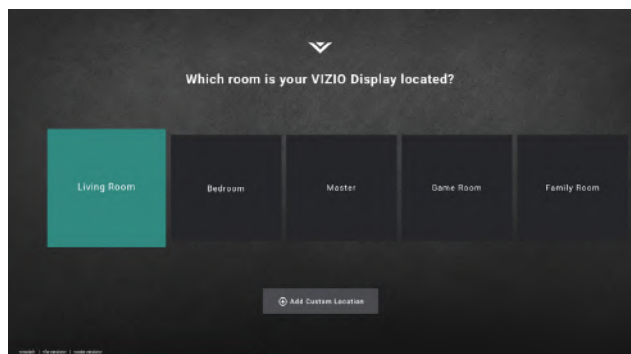 Which room is your VIZIO Display located?
Living Room
Bedroom
Master
Game Room
Family Room
Add Custom Location